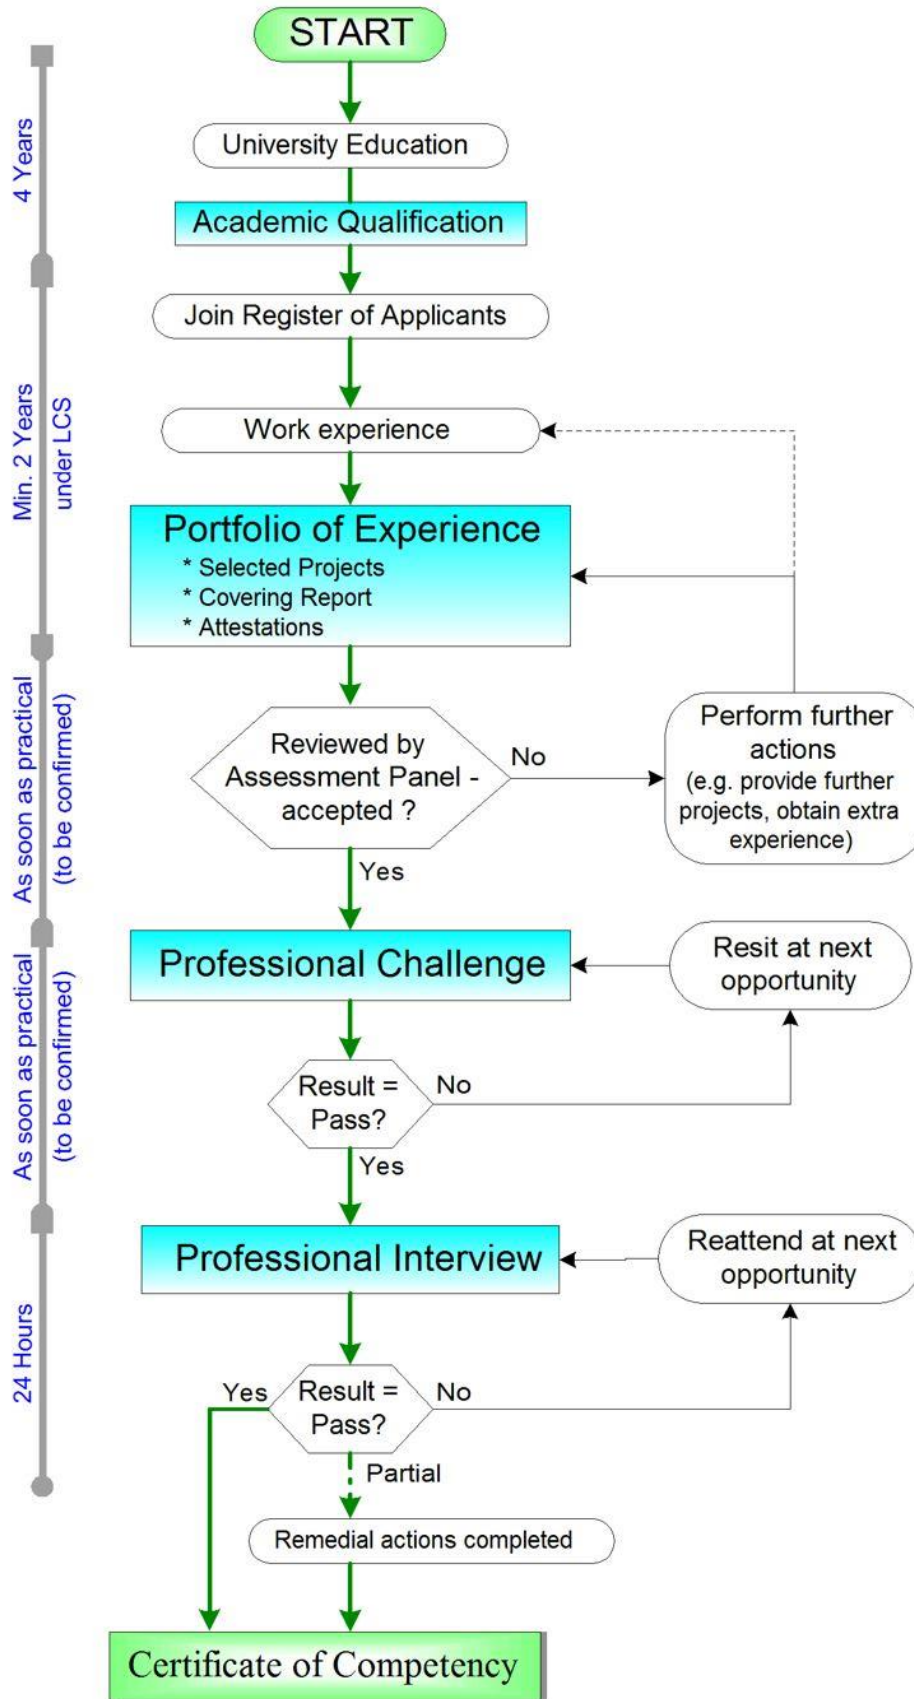 START
4 Years
University Education
Academic Qualification
Min. 2 Years
under LCS
Join Register of Applicants
Work experience
Portfolio of Experience
* Selected Projects
* Covering Report
* Attestations
As soon as practical
(to be confirmed)
Reviewed by
Assessment Panel -
accepted ?
No
Perform further
actions
(e.g. provide further
projects, obtain extra
experience)
Yes
As soon as practical
(to be confirmed)
Professional Challenge
Resit at next
opportunity
Result =
Pass?
No
Yes
24 Hours
Professional Interview
Reattend at next
opportunity
Yes
Result =
Pass?
No
Partial
Remedial actions completed
Certificate of Competency